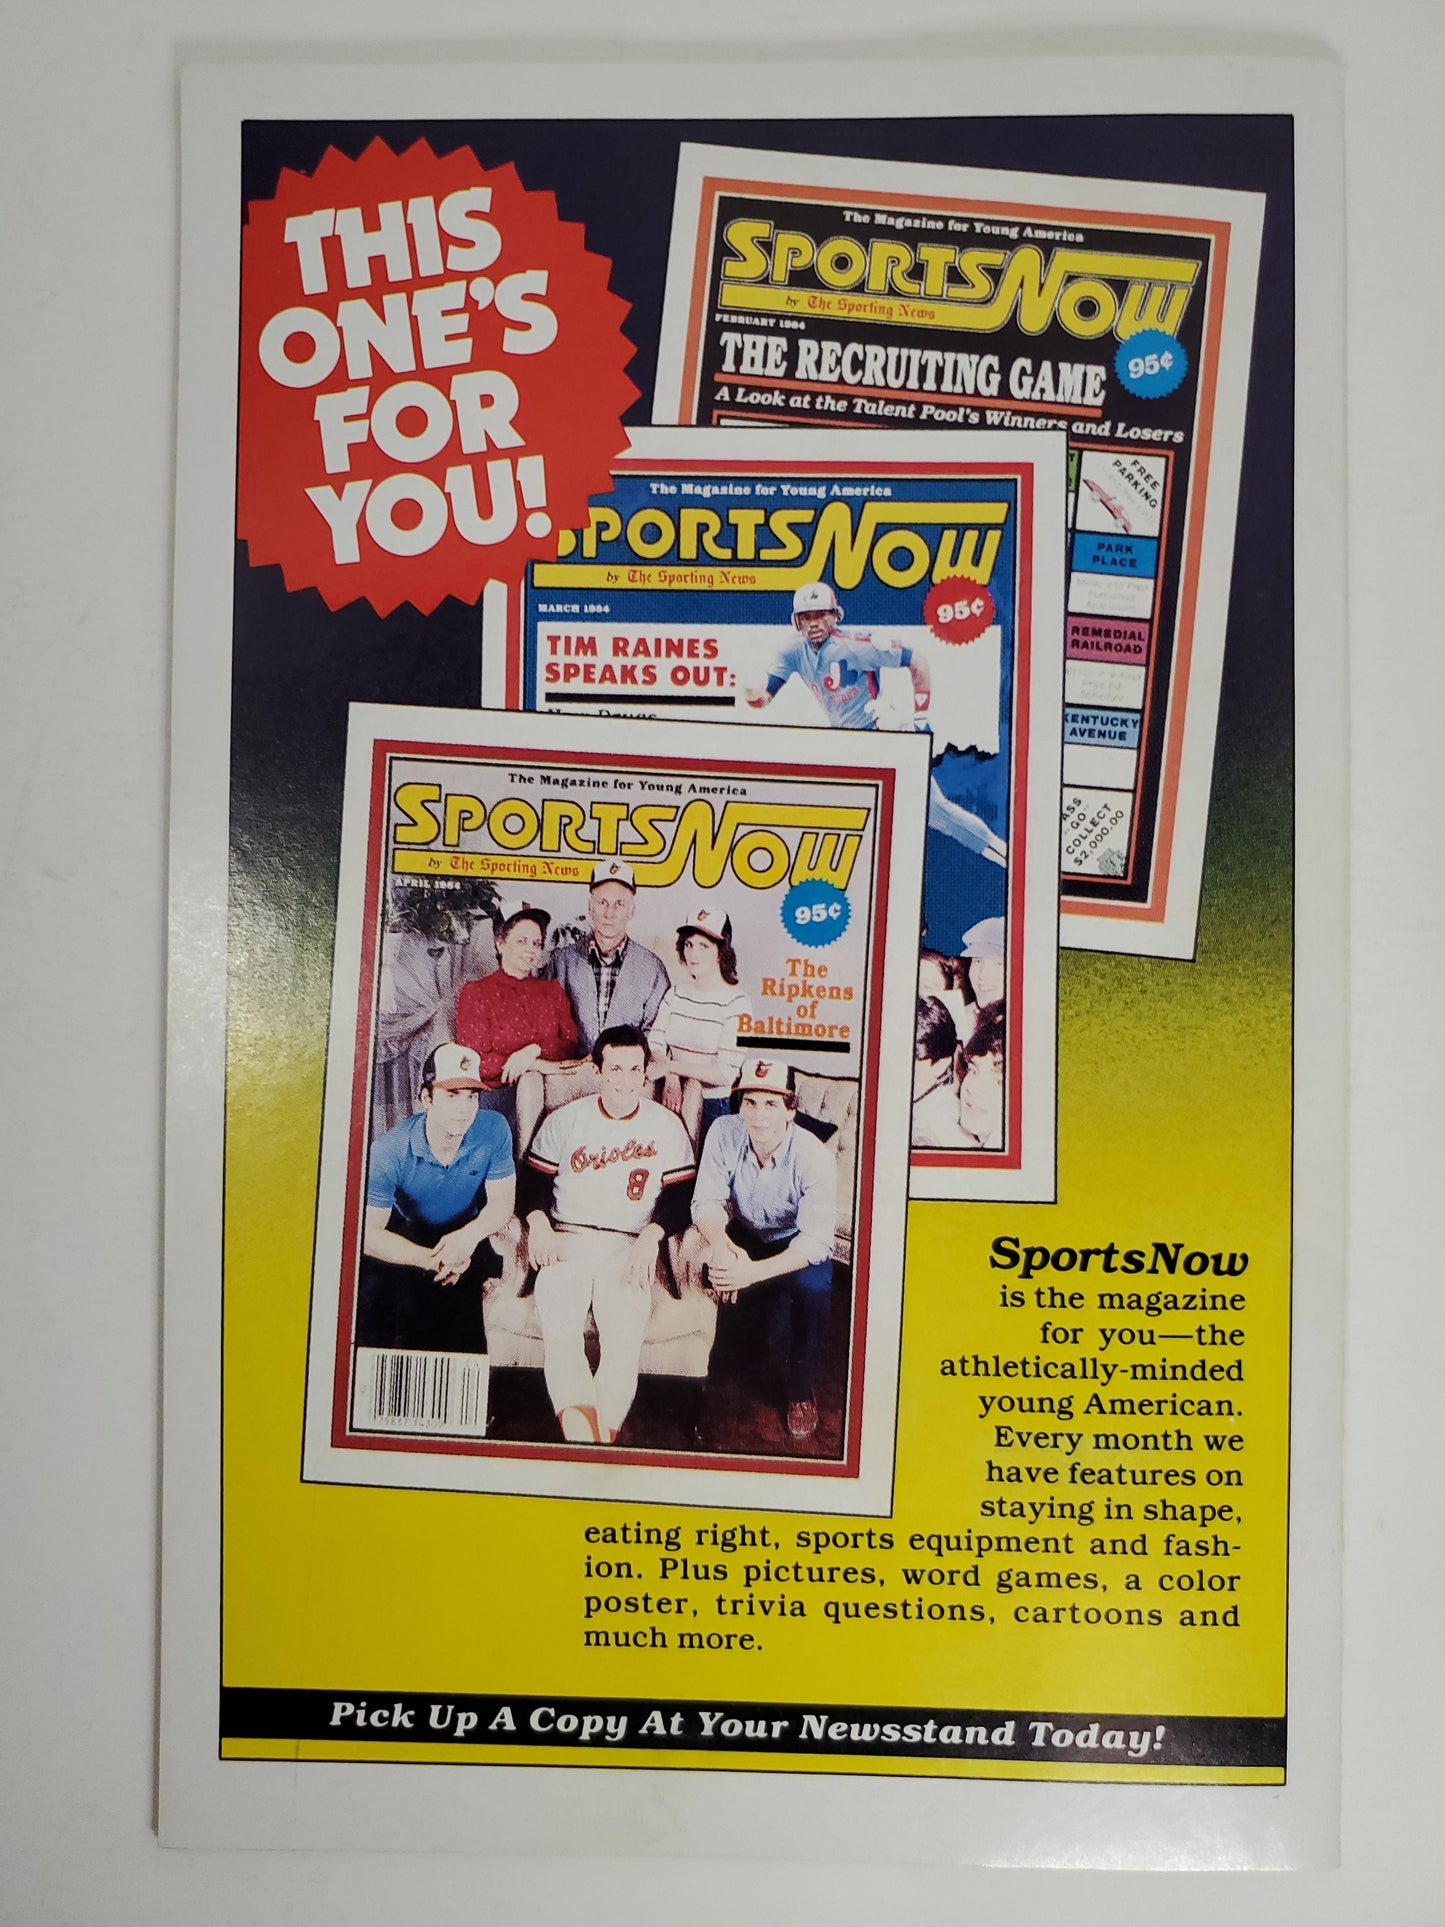 THIS
ONE'S
FOR
YOU!
The Magazine for Young America
SPORTSNOW
by The Sporting News
FEBRUARY 1984
95¢
THE RECRUITING GAME
A Look at the Talent Pool's Winners and Losers
FREE
PARKING
PARK
PLACE
REMEDIAL
RAILROAD
KENTUCKY
AVENUE
"GO"
COLLECT
$2,000.00
The Magazine for Young America
SPORTSNOW
by The Sporting News
MARCH 1984
95¢
TIM RAINES
SPEAKS OUT:
The Magazine for Young America
SPORTSNOW
by The Sporting News
APRIL 1984
95¢
The
Ripkens
of
Baltimore
Orioles
8
SportsNow
is the magazine
for you—the
athletically-minded
young American.
Every month we
have features on
staying in shape,
eating right, sports equipment and fash-
ion. Plus pictures, word games, a color
poster, trivia questions, cartoons and
much more.
Pick Up A Copy At Your Newsstand Today!